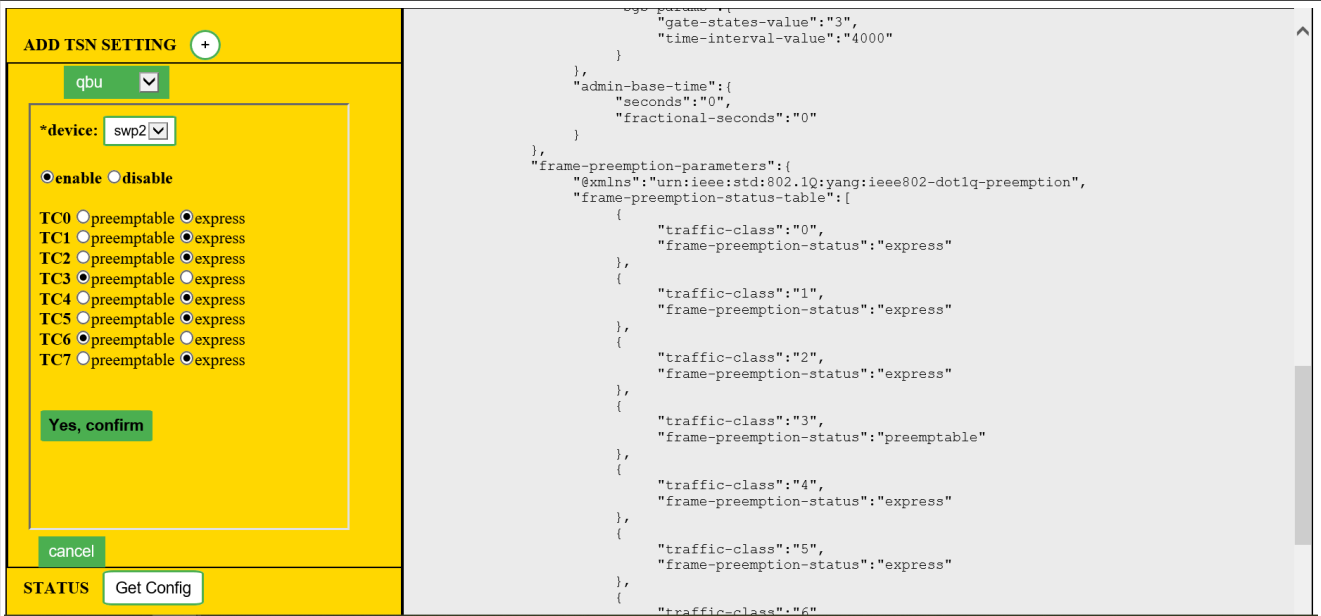 ADD TSN SETTING +
qbu
*device: swp2
enable disable
TC0 preemptable express
TC1 preemptable express
TC2 preemptable express
TC3 preemptable express
TC4 preemptable express
TC5 preemptable express
TC6 preemptable express
TC7 preemptable express
Yes, confirm
cancel
STATUS Get Config
"gate-states-value":"3",
"time-interval-value":"4000"
}
},
"admin-base-time":{
"seconds":"0",
"fractional-seconds":"0"
}
},
"frame-preemption-parameters":{
"@xmlns":"urn:ieee:std:802.1Q:yang:ieee802-dot1q-preemption",
"frame-preemption-status-table":[
{
"traffic-class":"0",
"frame-preemption-status":"express"
},
{
"traffic-class":"1",
"frame-preemption-status":"express"
},
{
"traffic-class":"2",
"frame-preemption-status":"express"
},
{
"traffic-class":"3",
"frame-preemption-status":"preemptable"
},
{
"traffic-class":"4",
"frame-preemption-status":"express"
},
{
"traffic-class":"5",
"frame-preemption-status":"express"
},
{
"traffic-class":"6"